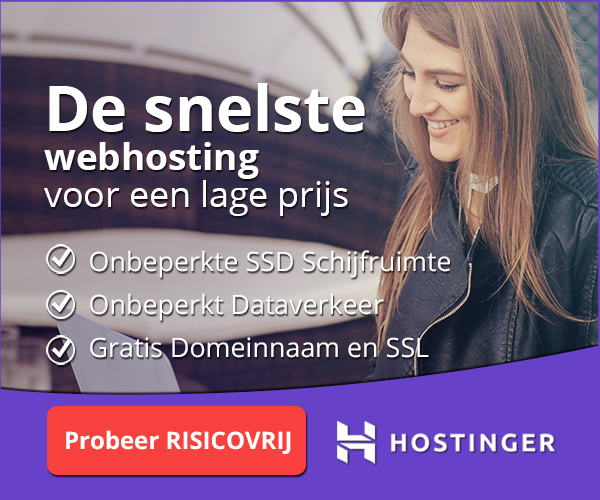 De snelste
webhosting
voor een lage prijs
Onbeperkte SSD Schijfruimte
Onbeperkt Dataverkeer
Gratis Domeinnaam en SSL
Probeer RISICOVRIJ
HOSTINGER